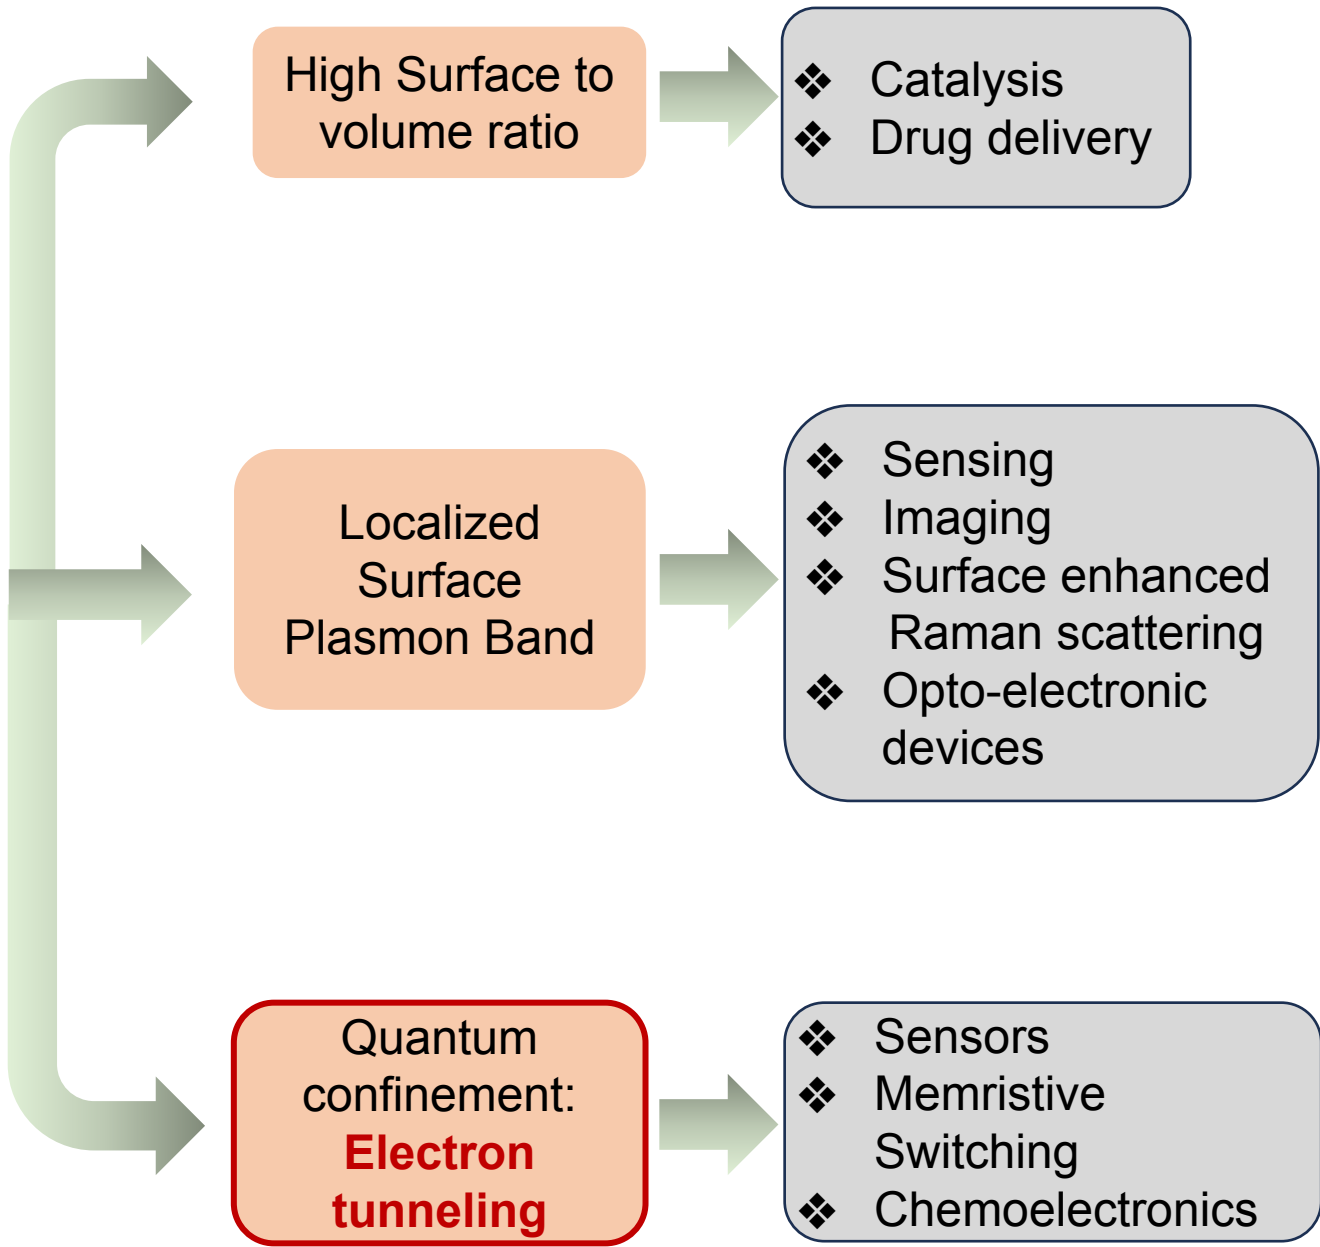 High Surface to
volume ratio
❖ Catalysis
❖ Drug delivery
Localized
Surface
Plasmon Band
❖ Sensing
❖ Imaging
❖ Surface enhanced
Raman scattering
❖ Opto-electronic
devices
Quantum
confinement:
Electron
tunneling
❖ Sensors
❖ Memristive
Switching
❖ Chemoelectronics